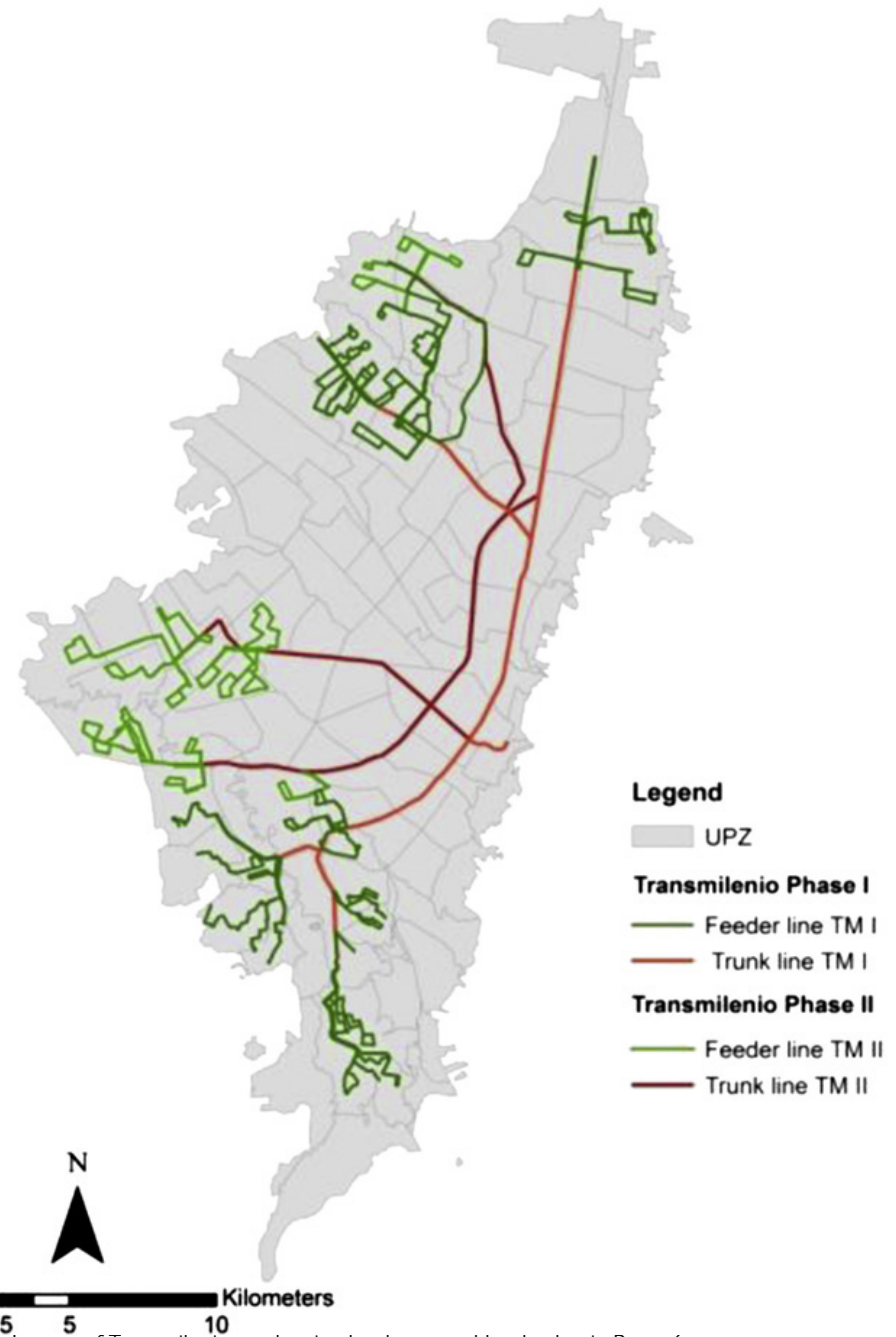 Legend
UPZ
Transmilenio Phase I
Feeder line TM I
Trunk line TM I
Transmilenio Phase II
Feeder line TM II
Trunk line TM II
N
Kilometers
5 5 10